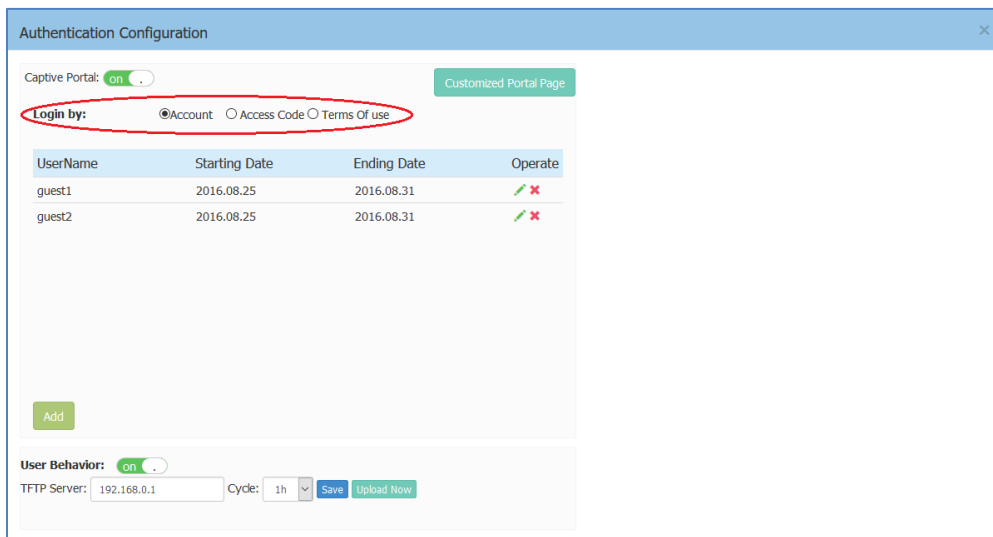 Authentication Configuration
Captive Portal: on .
Customized Portal Page
Login by: Account Access Code Terms Of use
UserName Starting Date Ending Date Operate
guest1 2016.08.25 2016.08.31
guest2 2016.08.25 2016.08.31
Add
User Behavior: on .
TFTP Server: 192.168.0.1 Cycle: 1h Save Upload Now